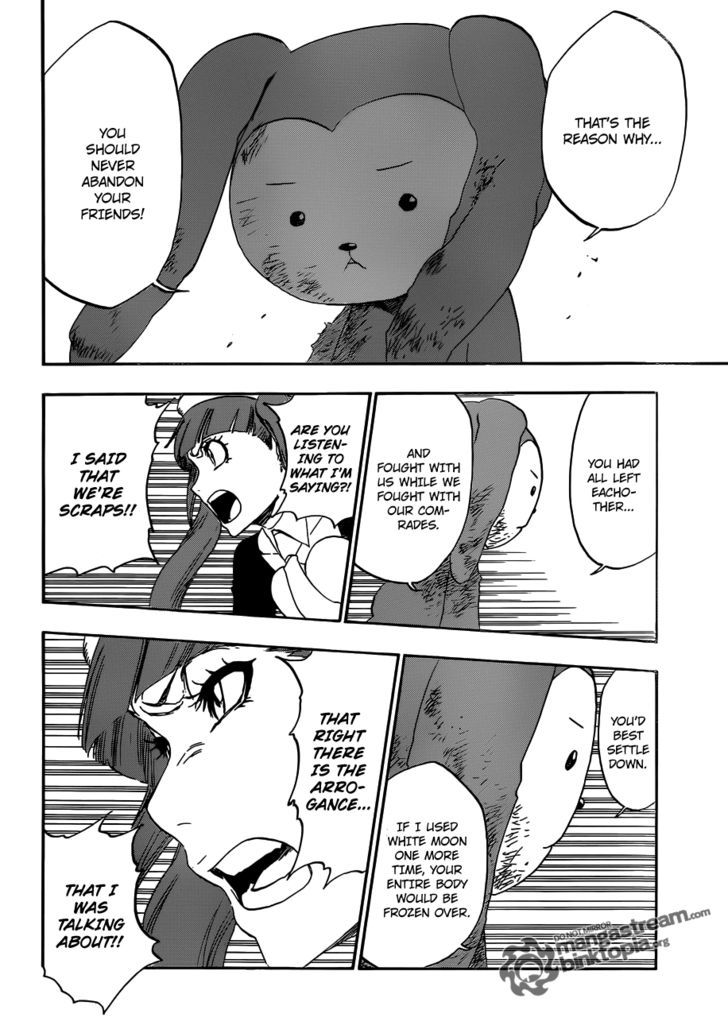 THAT'S THE
REASON WHY...
YOU
SHOULD
NEVER
ABANDON
YOUR
FRIENDS!
YOU HAD
ALL LEFT
EACHO-
THER...
AND
FOUGHT WITH
US WHILE WE
FOUGHT WITH
OUR COM-
RADES.
ARE YOU
LISTEN-
ING TO
WHAT I'M
SAYING?!
I SAID
THAT
WE'RE
SCRAPS!!
YOU'D
BEST
SETTLE
DOWN.
IF I USED
WHITE MOON
ONE MORE
TIME, YOUR
ENTIRE BODY
WOULD BE
FROZEN OVER.
THAT
RIGHT
THERE
IS THE
ARRO-
GANCE...
THAT I
WAS
TALKING
ABOUT!!
DO NOT MIRROR
mangastream.com
binktopia.org